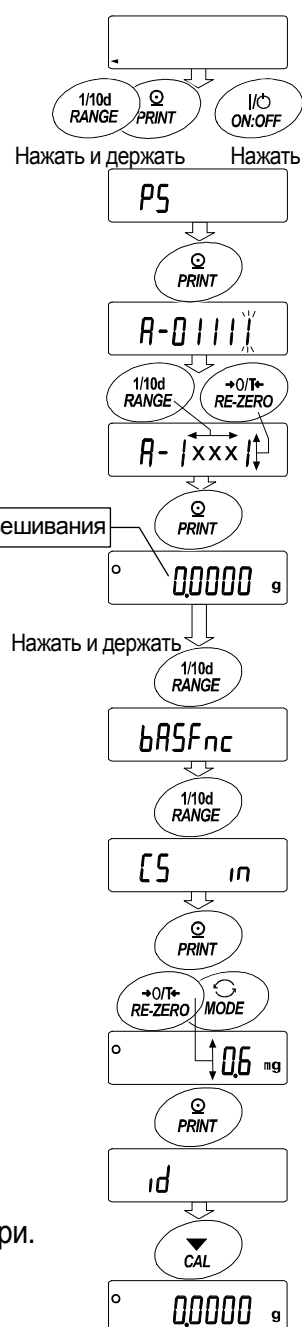 1/10d RANGE
PRINT
I/ ON:OFF
Нажать и держать Нажать
PS
PRINT
A-01111
1/10d RANGE
→0/T← RE-ZERO
A-1xxx1
PRINT
ешивания
0.0000 g
Нажать и держать
1/10d RANGE
bASFnc
1/10d RANGE
CS in
PRINT
→0/T← RE-ZERO
MODE
0.6 mg
PRINT
id
ри.
CAL
0.0000 g